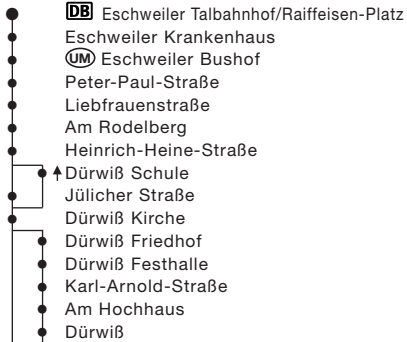 DB Eschweiler Talbahnhof/Raiffeisen-Platz
Eschweiler Krankenhaus
UM Eschweiler Bushof
Peter-Paul-Straße
Liebfrauenstraße
Am Rodelberg
Heinrich-Heine-Straße
Dürwiß Schule
Jülicher Straße
Dürwiß Kirche
Dürwiß Friedhof
Dürwiß Festhalle
Karl-Arnold-Straße
Am Hochhaus
Dürwiß